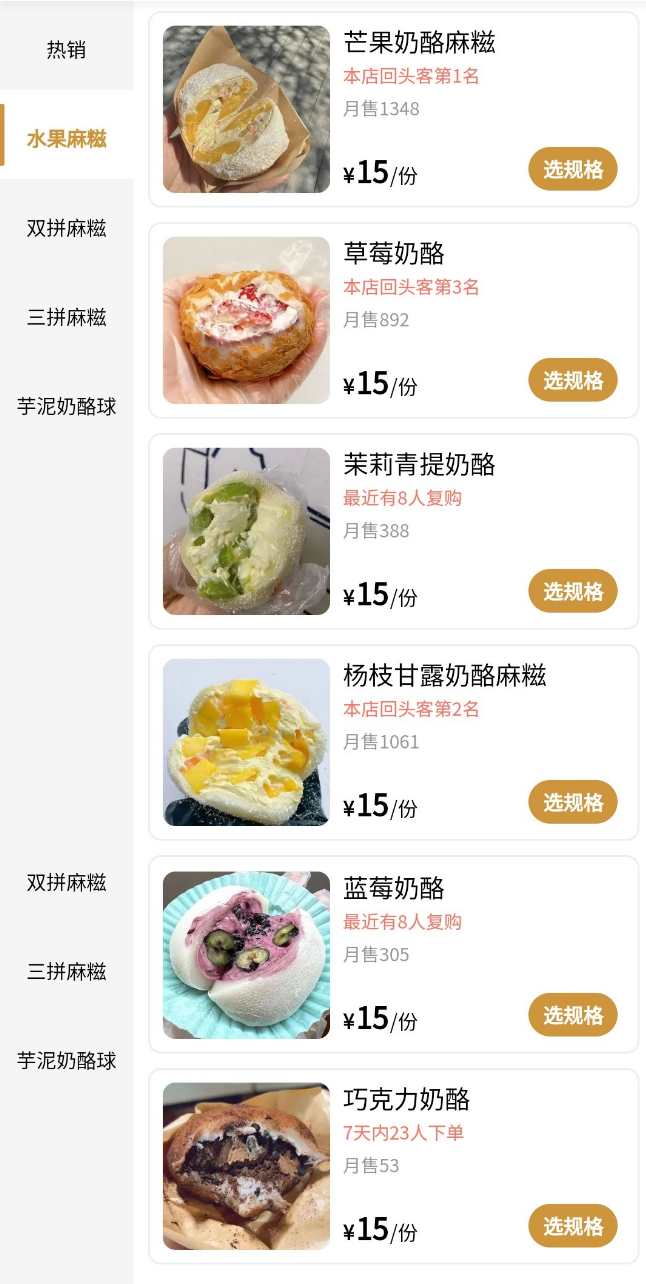 热销
水果麻糍
双拼麻糍
三拼麻糍
芋泥奶酪球
双拼麻糍
三拼麻糍
芋泥奶酪球
芒果奶酪麻糍
本店回头客第1名
月售1348
¥15/份
选规格
草莓奶酪
本店回头客第3名
月售892
¥15/份
选规格
茉莉青提奶酪
最近有8人复购
月售388
¥15/份
选规格
杨枝甘露奶酪麻糍
本店回头客第2名
月售1061
¥15/份
选规格
蓝莓奶酪
最近有8人复购
月售305
¥15/份
选规格
巧克力奶酪
7天内23人下单
月售53
¥15/份
选规格